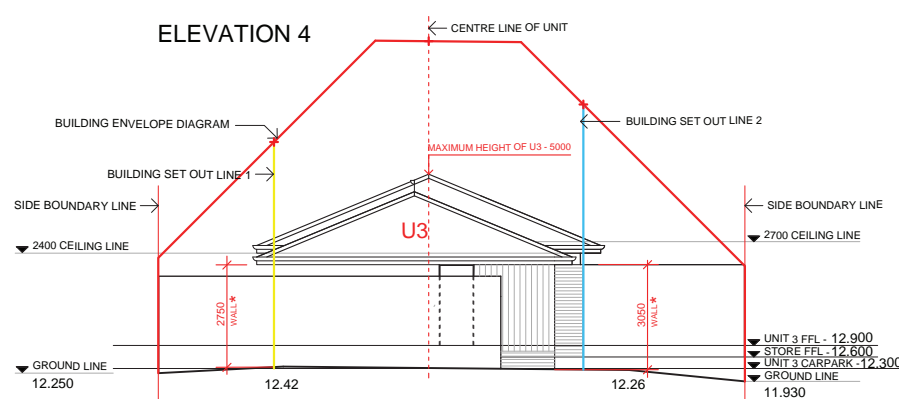 ELEVATION 4
CENTRE LINE OF UNIT
BUILDING ENVELOPE DIAGRAM
BUILDING SET OUT LINE 2
MAXIMUM HEIGHT OF U3 - 5000
BUILDING SET OUT LINE 1
SIDE BOUNDARY LINE
SIDE BOUNDARY LINE
U3
2400 CEILING LINE
2700 CEILING LINE
2750
WALL*
3050
WALL*
UNIT 3 FFL - 12.900
STORE FFL - 12.600
UNIT 3 CARPARK - 12.300
GROUND LINE
GROUND LINE
12.250
12.42
12.26
11.930